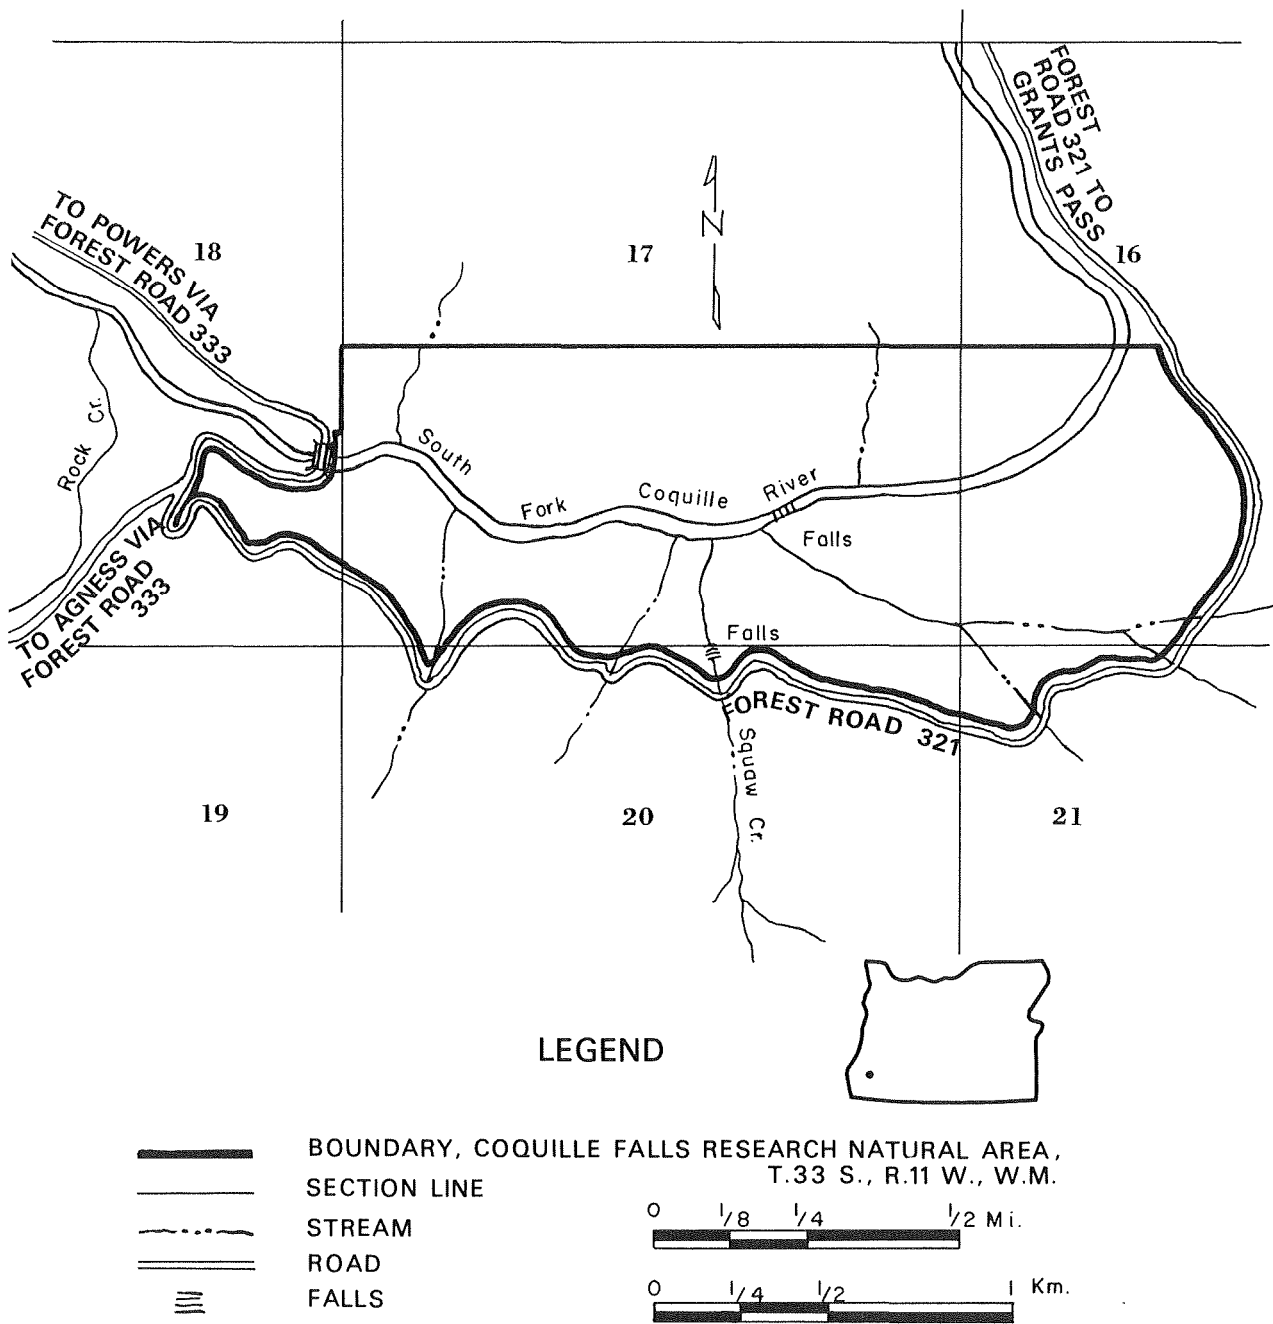 FOREST
ROAD 321 TO
GRANTS PASS
TO POWERS VIA
FOREST ROAD 333
18
17
16
N
Rock Cr.
South
Fork
Coquille
River
Falls
TO AGNESS VIA
FOREST ROAD
333
Falls
FOREST ROAD 321
Squaw Cr.
19
20
21
LEGEND
BOUNDARY, COQUILLE FALLS RESEARCH NATURAL AREA,
T.33 S., R.11 W., W.M.
SECTION LINE
STREAM
ROAD
FALLS
0 1/8 1/4 1/2 Mi.
0 1/4 1/2 1 Km.